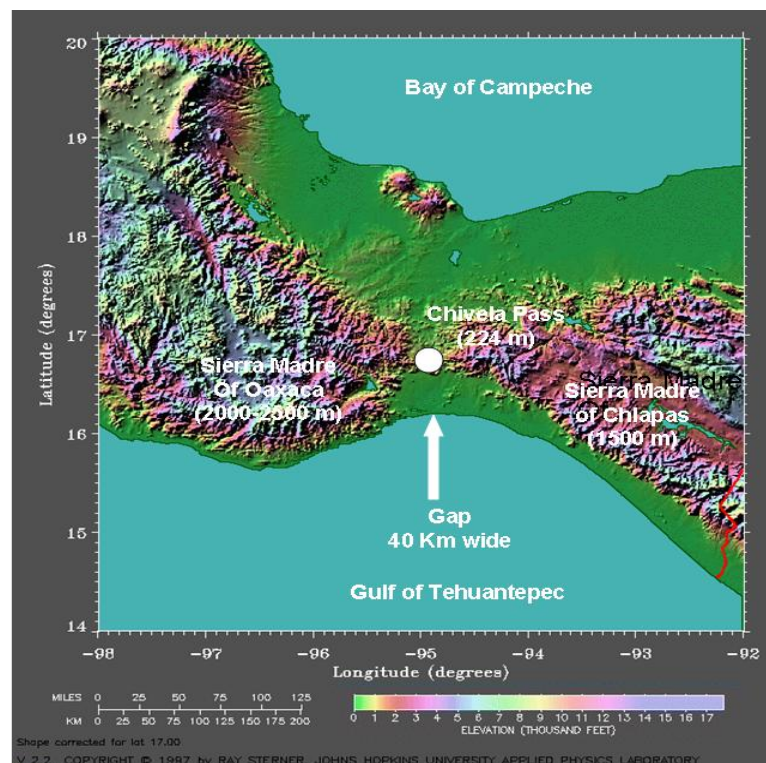 20
19
18
17
16
15
14
Latitude (degrees)
Bay of Campeche
Chivela Pass
(224 m)
Sierra Madre
Of Oaxaca
(2000-2500 m)
Sierra Madre
of Chiapas
(1500 m)
Gap
40 Km wide
Gulf of Tehuantepec
-98 -97 -96 -95 -94 -93 -92
Longitude (degrees)
MILES 0 25 50 75 100 125
KM 0 25 50 75 100 125 150 175 200
0 1 2 3 4 5 6 7 8 9 10 11 12 13 14 15 16 17
ELEVATION (THOUSAND FEET)
Shape corrected for lat 17.00
V 2.2 COPYRIGHT © 1997 by RAY STERNER, JOHNS HOPKINS UNIVERSITY APPLIED PHYSICS LABORATORY